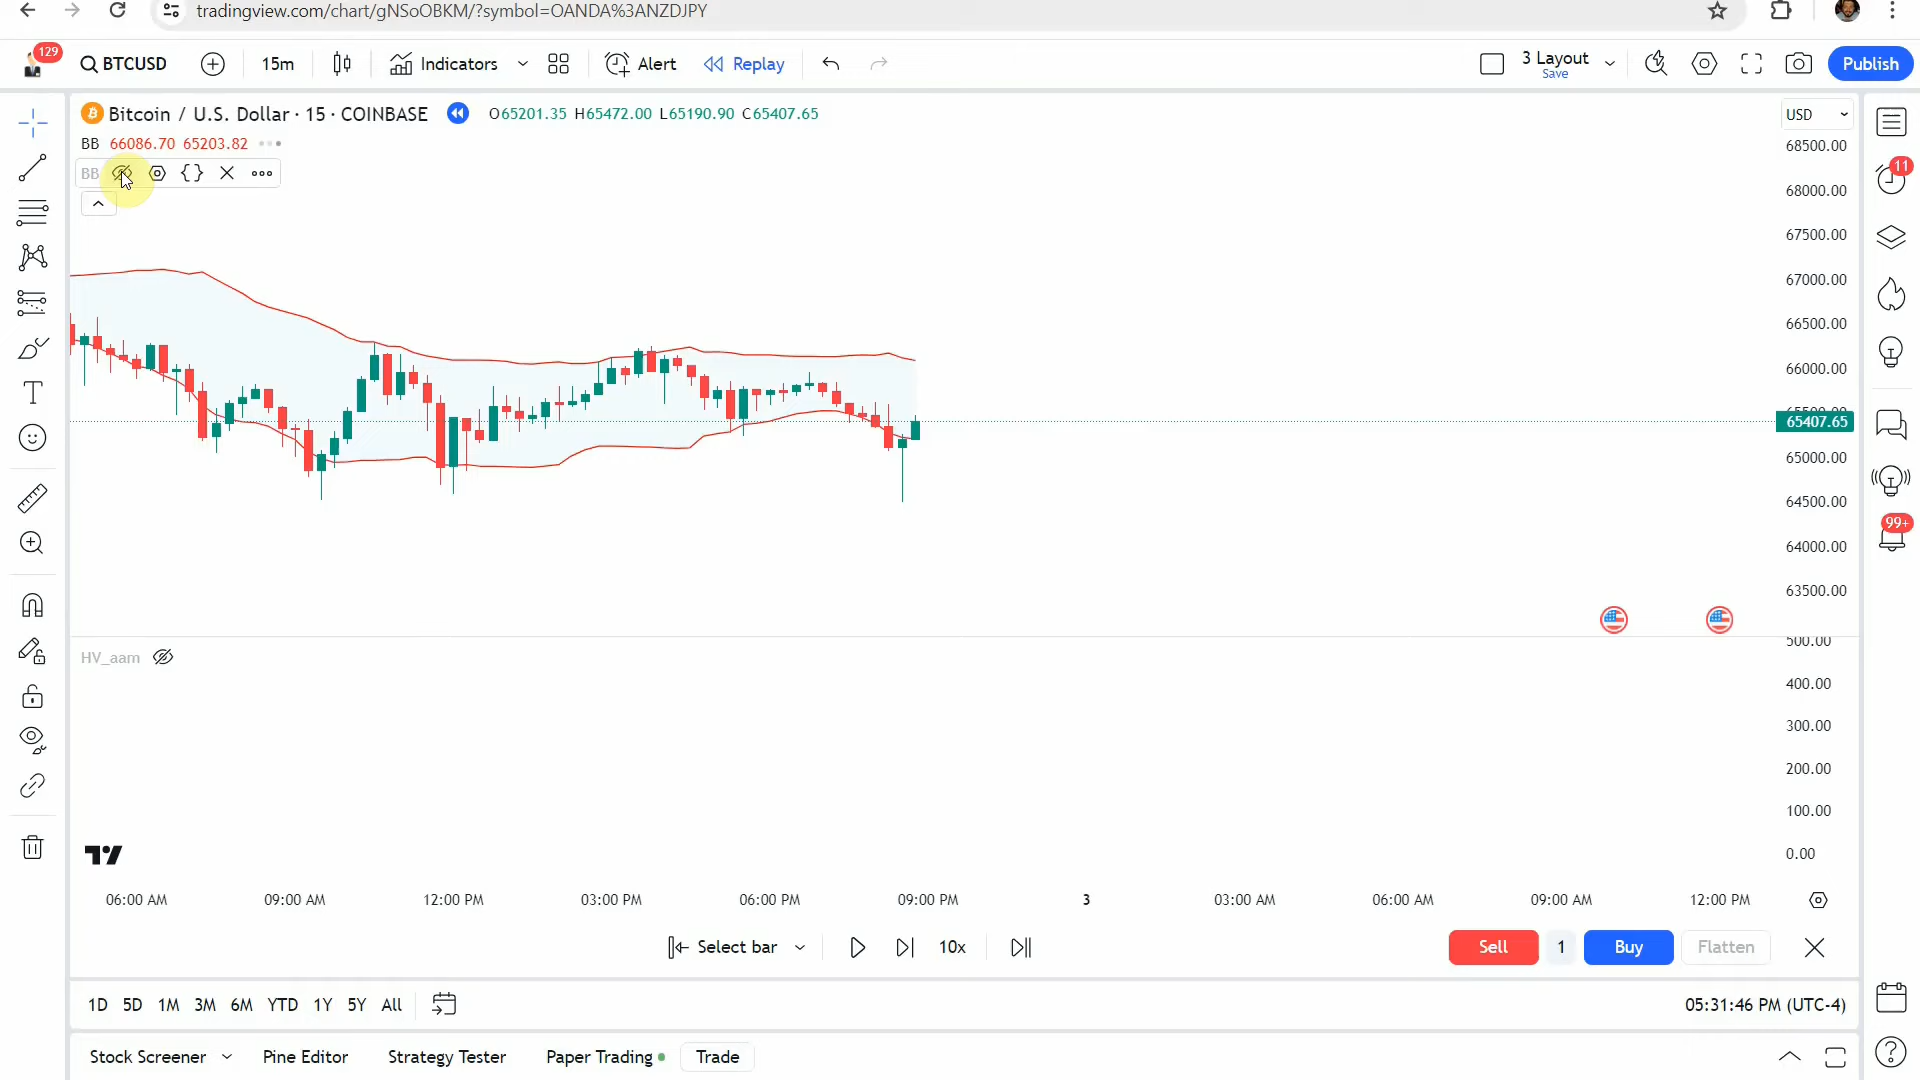 tradingview.com/chart/gNSoOBKM/?symbol=OANDA%3ANZDJPY
129
BTCUSD
15m
Indicators
Alert
Replay
3 Layout
Save
Publish
Bitcoin / U.S. Dollar · 15 · COINBASE
O65201.35 H65472.00 L65190.90 C65407.65
USD
BB 66086.70 65203.82
BB
68500.00
68000.00
67500.00
67000.00
66500.00
66000.00
65500.00
65407.65
65000.00
64500.00
64000.00
63500.00
11
99+
HV_aam
500.00
400.00
300.00
200.00
100.00
0.00
06:00 AM 09:00 AM 12:00 PM 03:00 PM 06:00 PM 09:00 PM 3 03:00 AM 06:00 AM 09:00 AM 12:00 PM
Select bar
10x
Sell 1 Buy Flatten
1D 5D 1M 3M 6M YTD 1Y 5Y All
05:31:46 PM (UTC-4)
Stock Screener Pine Editor Strategy Tester Paper Trading Trade